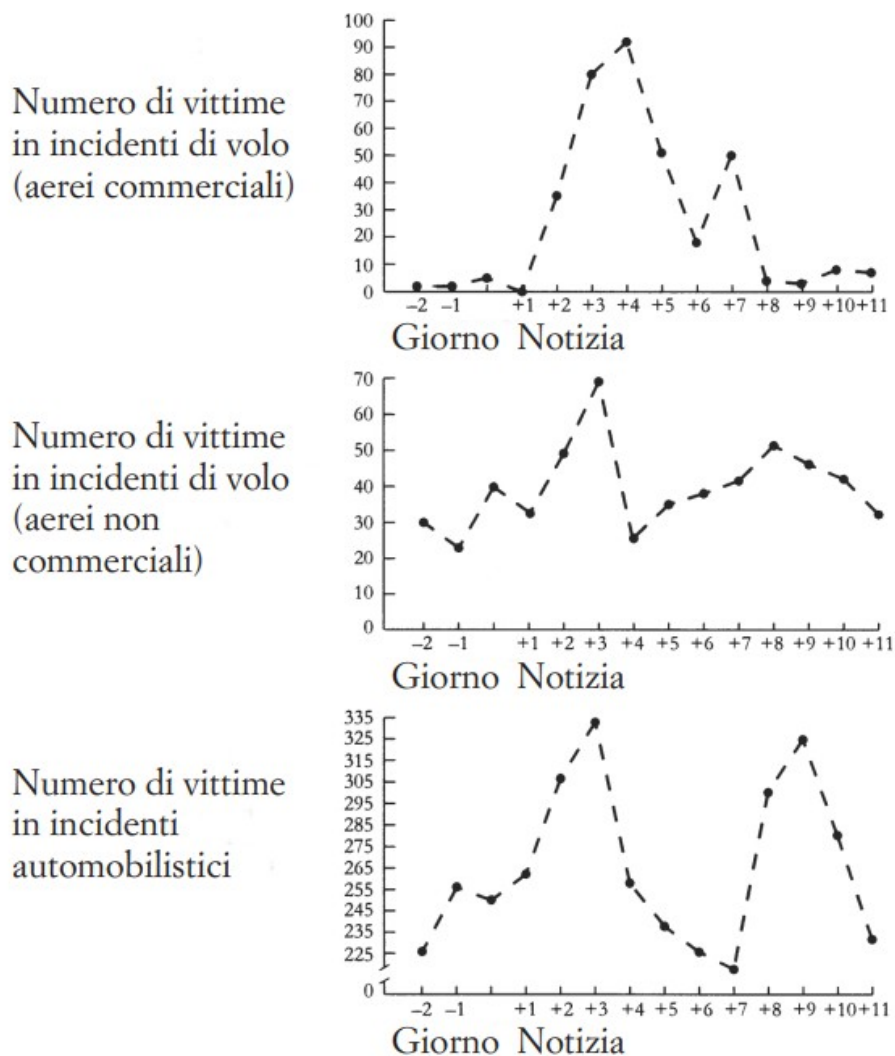 Numero di vittime
in incidenti di volo
(aerei commerciali)
100
90
80
70
60
50
40
30
20
10
0
–2 –1 +1 +2 +3 +4 +5 +6 +7 +8 +9 +10 +11
Giorno Notizia
Numero di vittime
in incidenti di volo
(aerei non
commerciali)
70
60
50
40
30
20
10
0
–2 –1 +1 +2 +3 +4 +5 +6 +7 +8 +9 +10 +11
Giorno Notizia
Numero di vittime
in incidenti
automobilistici
335
325
315
305
295
285
275
265
255
245
235
225
0
–2 –1 +1 +2 +3 +4 +5 +6 +7 +8 +9 +10 +11
Giorno Notizia